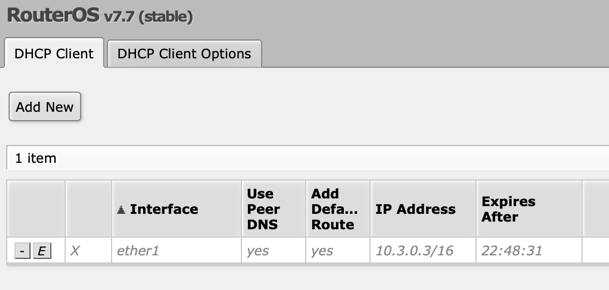 RouterOS v7.7 (stable)
DHCP Client
DHCP Client Options
Add New
1 item
▲ Interface
Use Peer DNS
Add Defa... Route
IP Address
Expires After
- E X ether1 yes yes 10.3.0.3/16 22:48:31